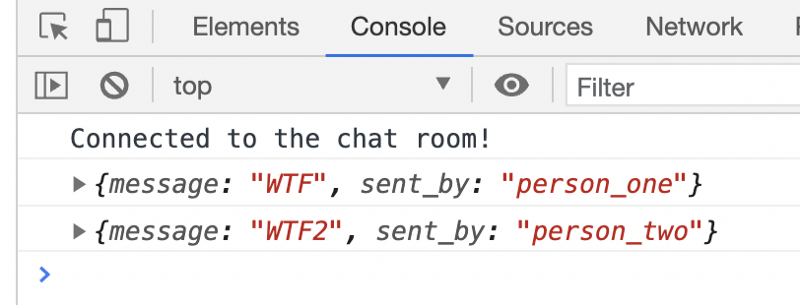 Elements Console Sources Network
top Filter
Connected to the chat room!
{message: "WTF", sent_by: "person_one"}
{message: "WTF2", sent_by: "person_two"}